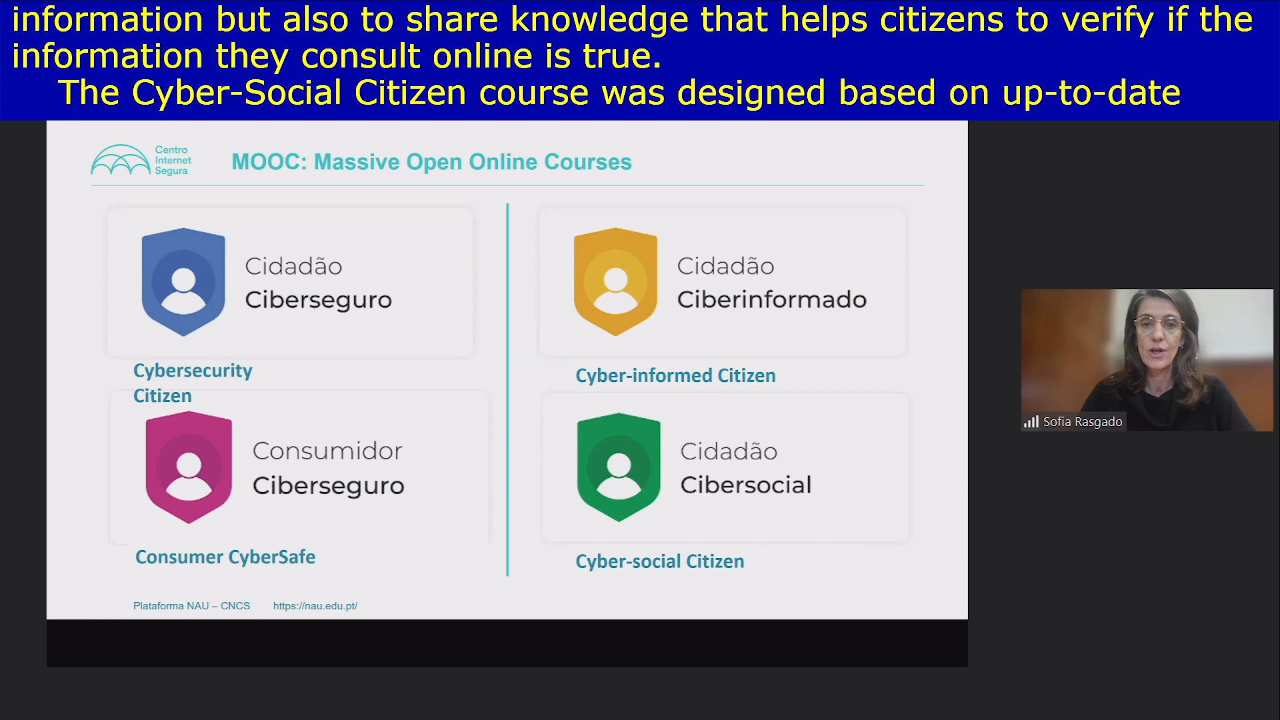 information but also to share knowledge that helps citizens to verify if the
information they consult online is true.
The Cyber-Social Citizen course was designed based on up-to-date
Centro
Internet
Segura
MOOC: Massive Open Online Courses
Cidadão
Ciberseguro
Cybersecurity
Citizen
Cidadão
Ciberinformado
Cyber-informed Citizen
Consumidor
Ciberseguro
Consumer CyberSafe
Cidadão
Cibersocial
Cyber-social Citizen
Plataforma NAU – CNCS https://nau.edu.pt/
Sofia Rasgado